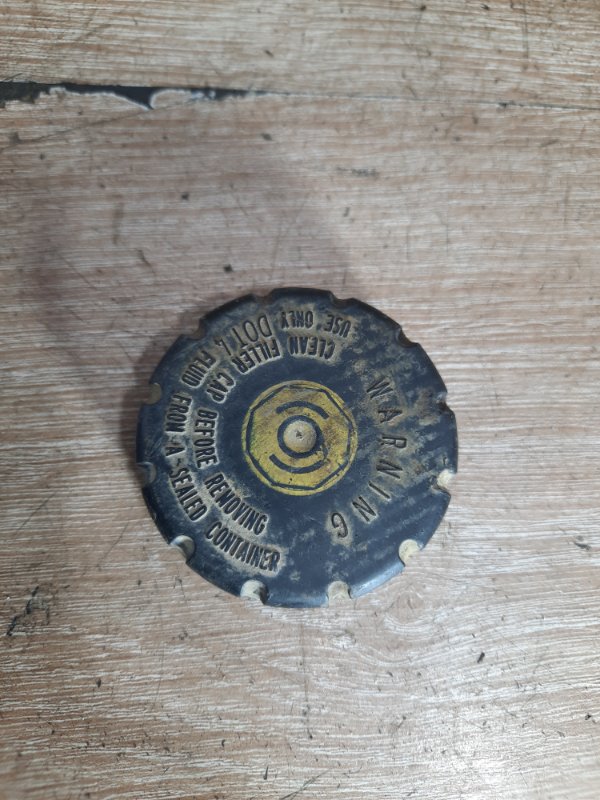 WARNING
CLEAN FILLER CAP BEFORE REMOVING
USE ONLY DOT 4 FLUID FROM A SEALED CONTAINER